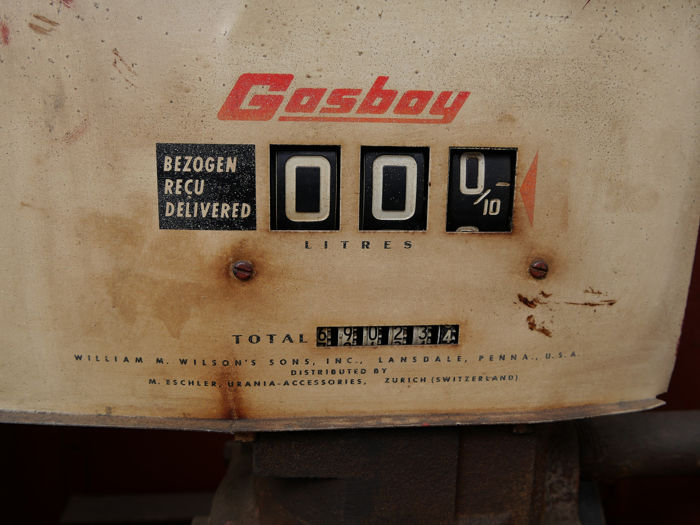 Gasboy
BEZOGEN
REÇU
DELIVERED
0 0 0/10
LITRES
TOTAL 690234
WILLIAM M. WILSON'S SONS, INC., LANSDALE, PENNA., U.S.A.
DISTRIBUTED BY
M. ESCHLER, URANIA-ACCESSORIES, ZURICH (SWITZERLAND)